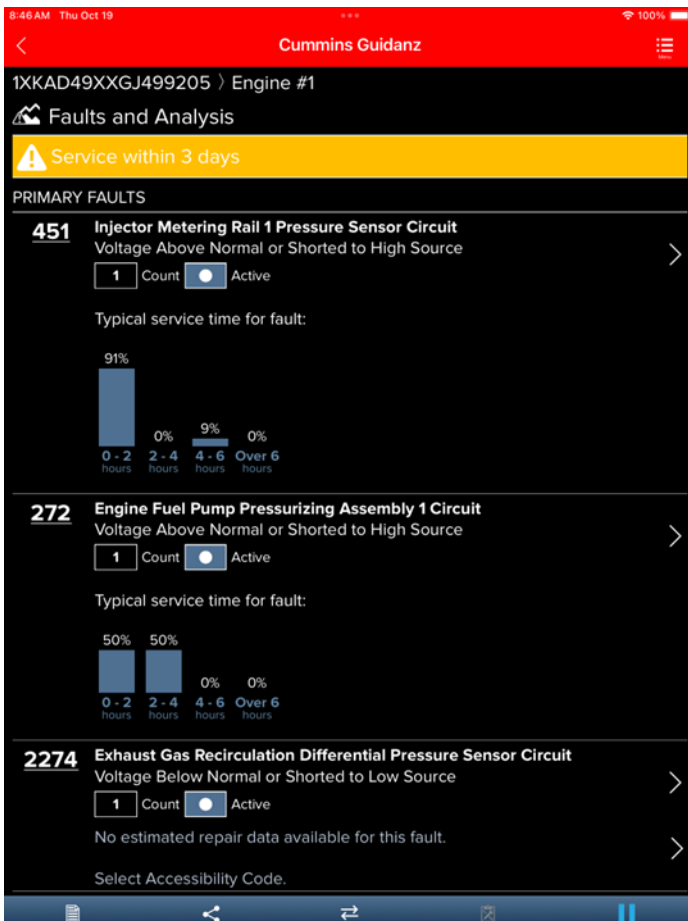 8:46 AM Thu Oct 19
100%
Cummins Guidanz
Menu
1XKAD49XXGJ499205 > Engine #1
Faults and Analysis
Service within 3 days
PRIMARY FAULTS
451 Injector Metering Rail 1 Pressure Sensor Circuit
Voltage Above Normal or Shorted to High Source
1 Count Active
Typical service time for fault:
91% 0% 9% 0%
0 - 2 2 - 4 4 - 6 Over 6
hours hours hours hours
272 Engine Fuel Pump Pressurizing Assembly 1 Circuit
Voltage Above Normal or Shorted to High Source
1 Count Active
Typical service time for fault:
50% 50% 0% 0%
0 - 2 2 - 4 4 - 6 Over 6
hours hours hours hours
2274 Exhaust Gas Recirculation Differential Pressure Sensor Circuit
Voltage Below Normal or Shorted to Low Source
1 Count Active
No estimated repair data available for this fault.
Select Accessibility Code.